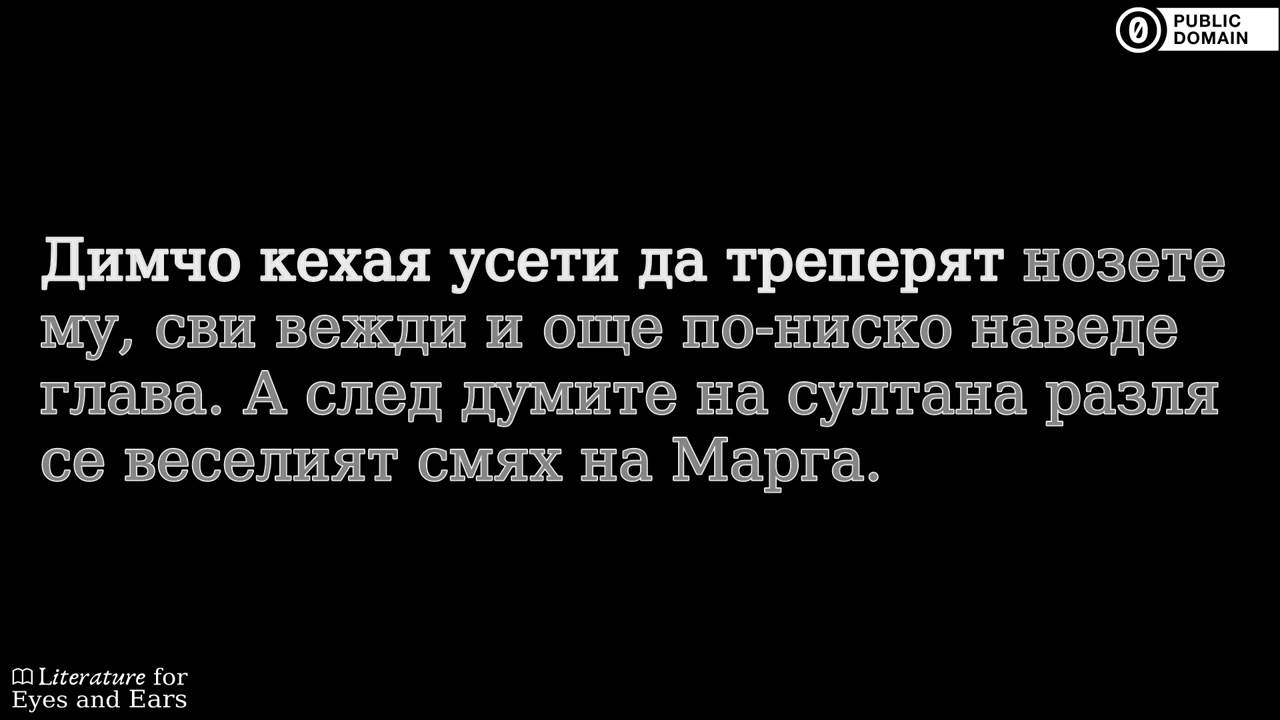 PUBLIC
DOMAIN
Димчо кехая усети да треперят нозете
му, сви вежди и още по-ниско наведе
глава. А след думите на султана разля
се веселият смях на Марга.
Literature for
Eyes and Ears